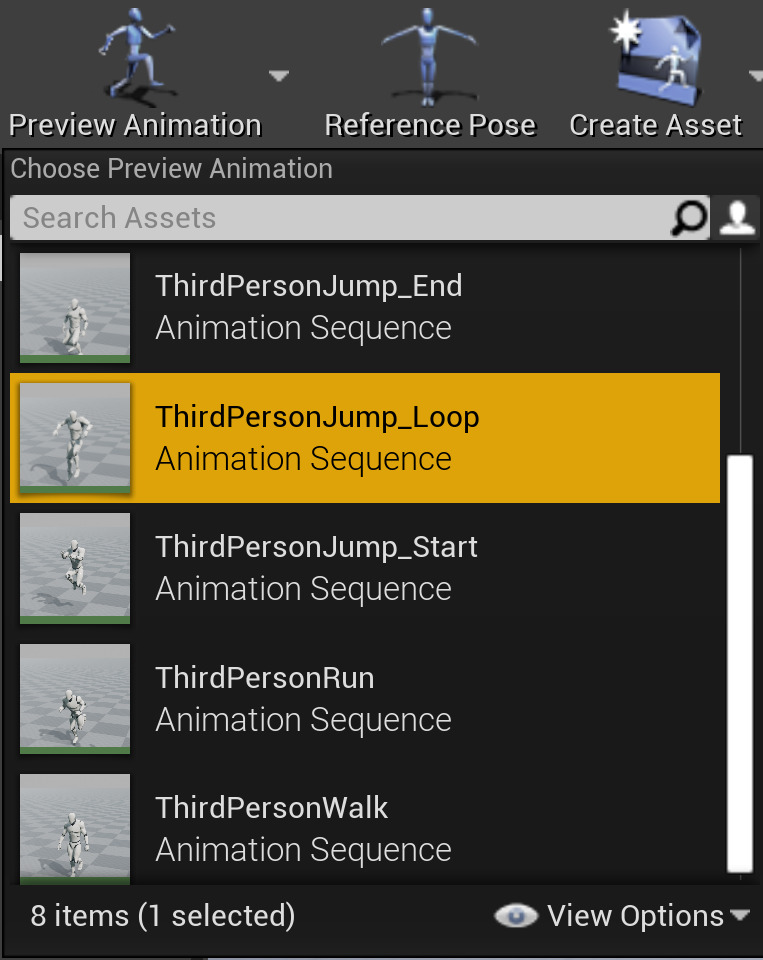 Preview Animation
Reference Pose
Create Asset
Choose Preview Animation
Search Assets
ThirdPersonJump_End
Animation Sequence
ThirdPersonJump_Loop
Animation Sequence
ThirdPersonJump_Start
Animation Sequence
ThirdPersonRun
Animation Sequence
ThirdPersonWalk
Animation Sequence
8 items (1 selected)
View Options